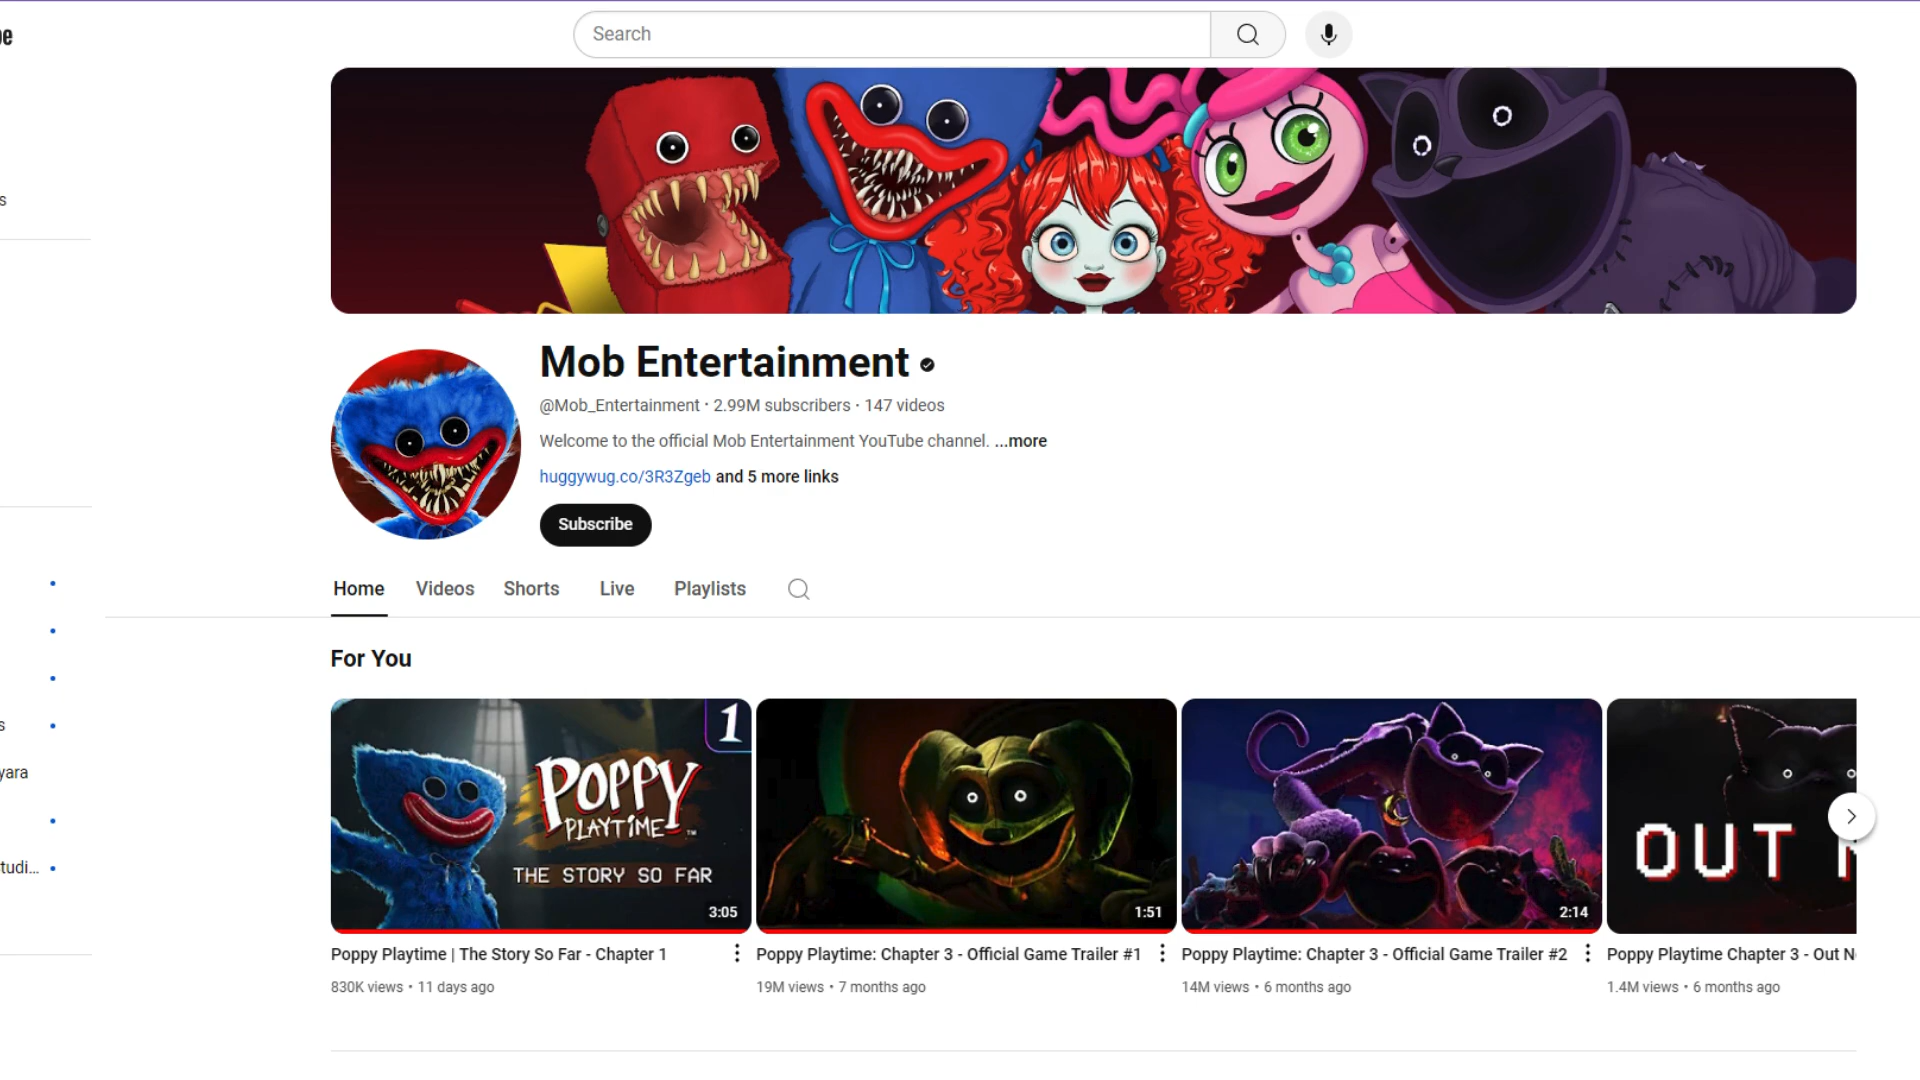 be
Search
s
Mob Entertainment
@Mob_Entertainment • 2.99M subscribers • 147 videos
Welcome to the official Mob Entertainment YouTube channel. ...more
huggywug.co/3R3Zgeb and 5 more links
Subscribe
Home Videos Shorts Live Playlists
For You
1
POPPY
PLAYTIME™
THE STORY SO FAR
3:05
1:51
2:14
OUT
Poppy Playtime | The Story So Far - Chapter 1
830K views • 11 days ago
Poppy Playtime: Chapter 3 - Official Game Trailer #1
19M views • 7 months ago
Poppy Playtime: Chapter 3 - Official Game Trailer #2
14M views • 6 months ago
Poppy Playtime Chapter 3 - Out N
1.4M views • 6 months ago
s
yara
tudi...